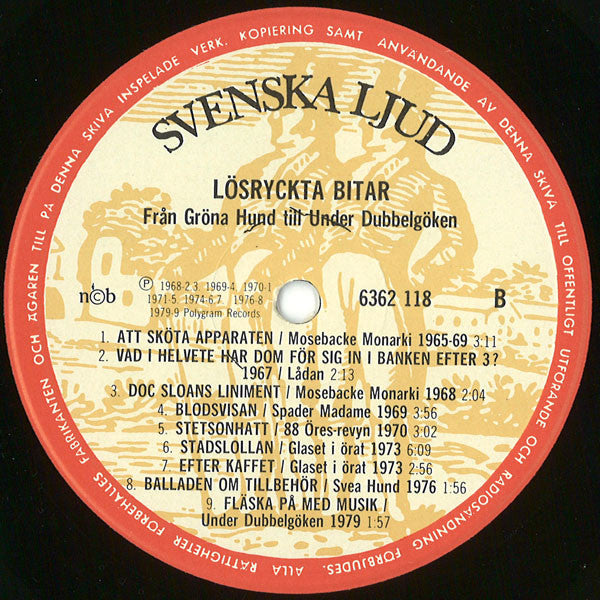 ALLA RÄTTIGHETER FÖRBEHÅLLES FABRIKANTEN OCH ÄGAREN TILL PÅ DENNA SKIVA INSPELADE VERK. KOPIERING SAMT ANVÄNDANDE AV DENNA SKIVA TILL OFFENTLIGT UTFÖRANDE OCH RADIOSÄNDNING FÖRBJUDES.
SVENSKA LJUD
LÖSRYCKTA BITAR
Från Gröna Hund till Under Dubbelgöken
ncb
Ⓟ 1968-2.3. 1969-4. 1970-1
1971-5. 1974-6.7. 1976-8
1979-9 Polygram Records
6362 118 B
1. ATT SKÖTA APPARATEN / Mosebacke Monarki 1965-69 3:11
2. VAD I HELVETE HAR DOM FÖR SIG IN I BANKEN EFTER 3?
1967 / Lådan 2:13
3. DOC SLOANS LINIMENT / Mosebacke Monarki 1968 2:04
4. BLODSVISAN / Spader Madame 1969 3:56
5. STETSONHATT / 88 Öres-revyn 1970 3:02
6. STADSLOLLAN / Glaset i örat 1973 6:09
7. EFTER KAFFET / Glaset i örat 1973 2:56
8. BALLADEN OM TILLBEHÖR / Svea Hund 1976 1:56
9. FLÄSKA PÅ MED MUSIK /
Under Dubbelgöken 1979 1:57